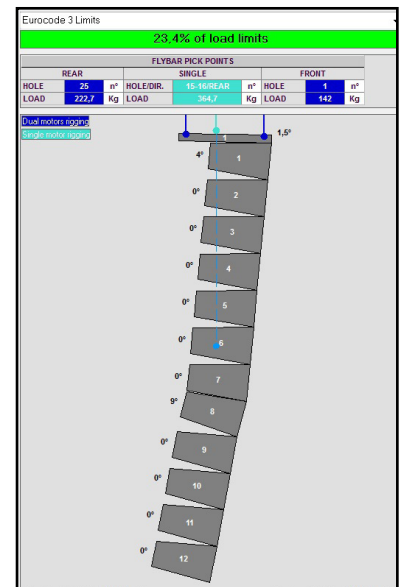 Eurocode 3 Limits
23,4% of load limits
FLYBAR PICK POINTS
REAR SINGLE FRONT
HOLE 25 n° HOLE/DIR. 15-16/REAR n° HOLE 1 n°
LOAD 222,7 Kg LOAD 364,7 Kg LOAD 142 Kg
Dual motors rigging
Single motor rigging
1 1,5°
4° 1
0° 2
0° 3
0° 4
0° 5
0° 6
0° 7
9° 8
0° 9
0° 10
0° 11
0° 12